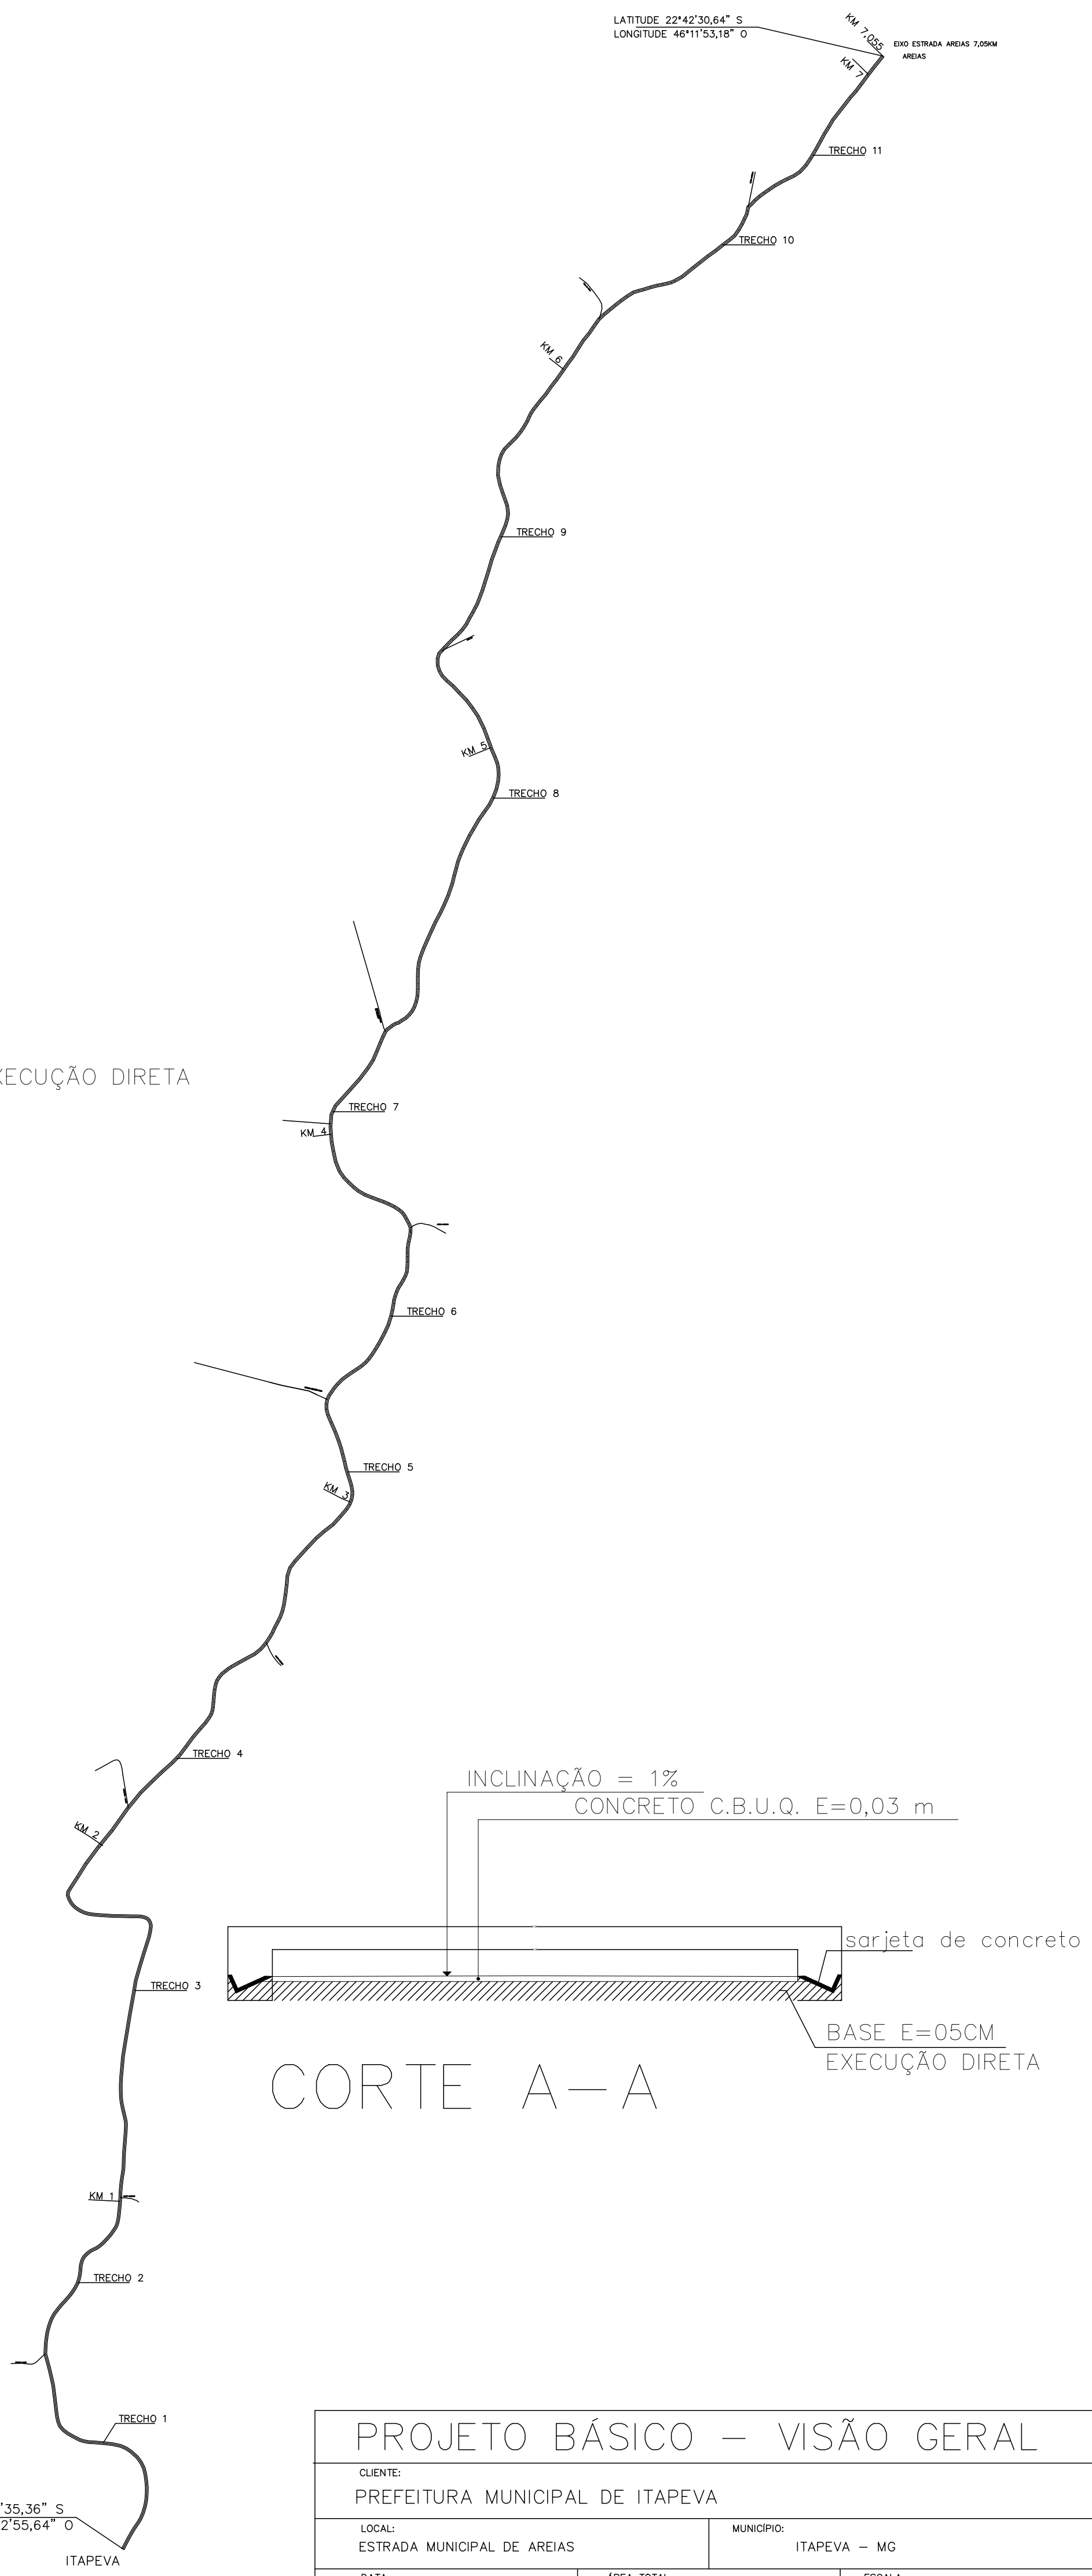 LATITUDE 22°42'30,64" S
LONGITUDE 46°11'53,18" O
KM 7,055
EIXO ESTRADA AREIAS 7,05KM
AREIAS
KM 7
TRECHO 11
TRECHO 10
KM 6
TRECHO 9
KM 5
TRECHO 8
EXECUÇÃO DIRETA
TRECHO 7
KM 4
TRECHO 6
TRECHO 5
KM 3
TRECHO 4
KM 2
INCLINAÇÃO = 1%
CONCRETO C.B.U.Q. E=0,03 m
sarjeta de concreto
TRECHO 3
BASE E=05CM
EXECUÇÃO DIRETA
CORTE A-A
KM 1
TRECHO 2
TRECHO 1
PROJETO BÁSICO - VISÃO GERAL
CLIENTE:
PREFEITURA MUNICIPAL DE ITAPEVA
'35,36" S
2'55,64" O
ITAPEVA
LOCAL:
ESTRADA MUNICIPAL DE AREIAS
MUNICÍPIO:
ITAPEVA - MG